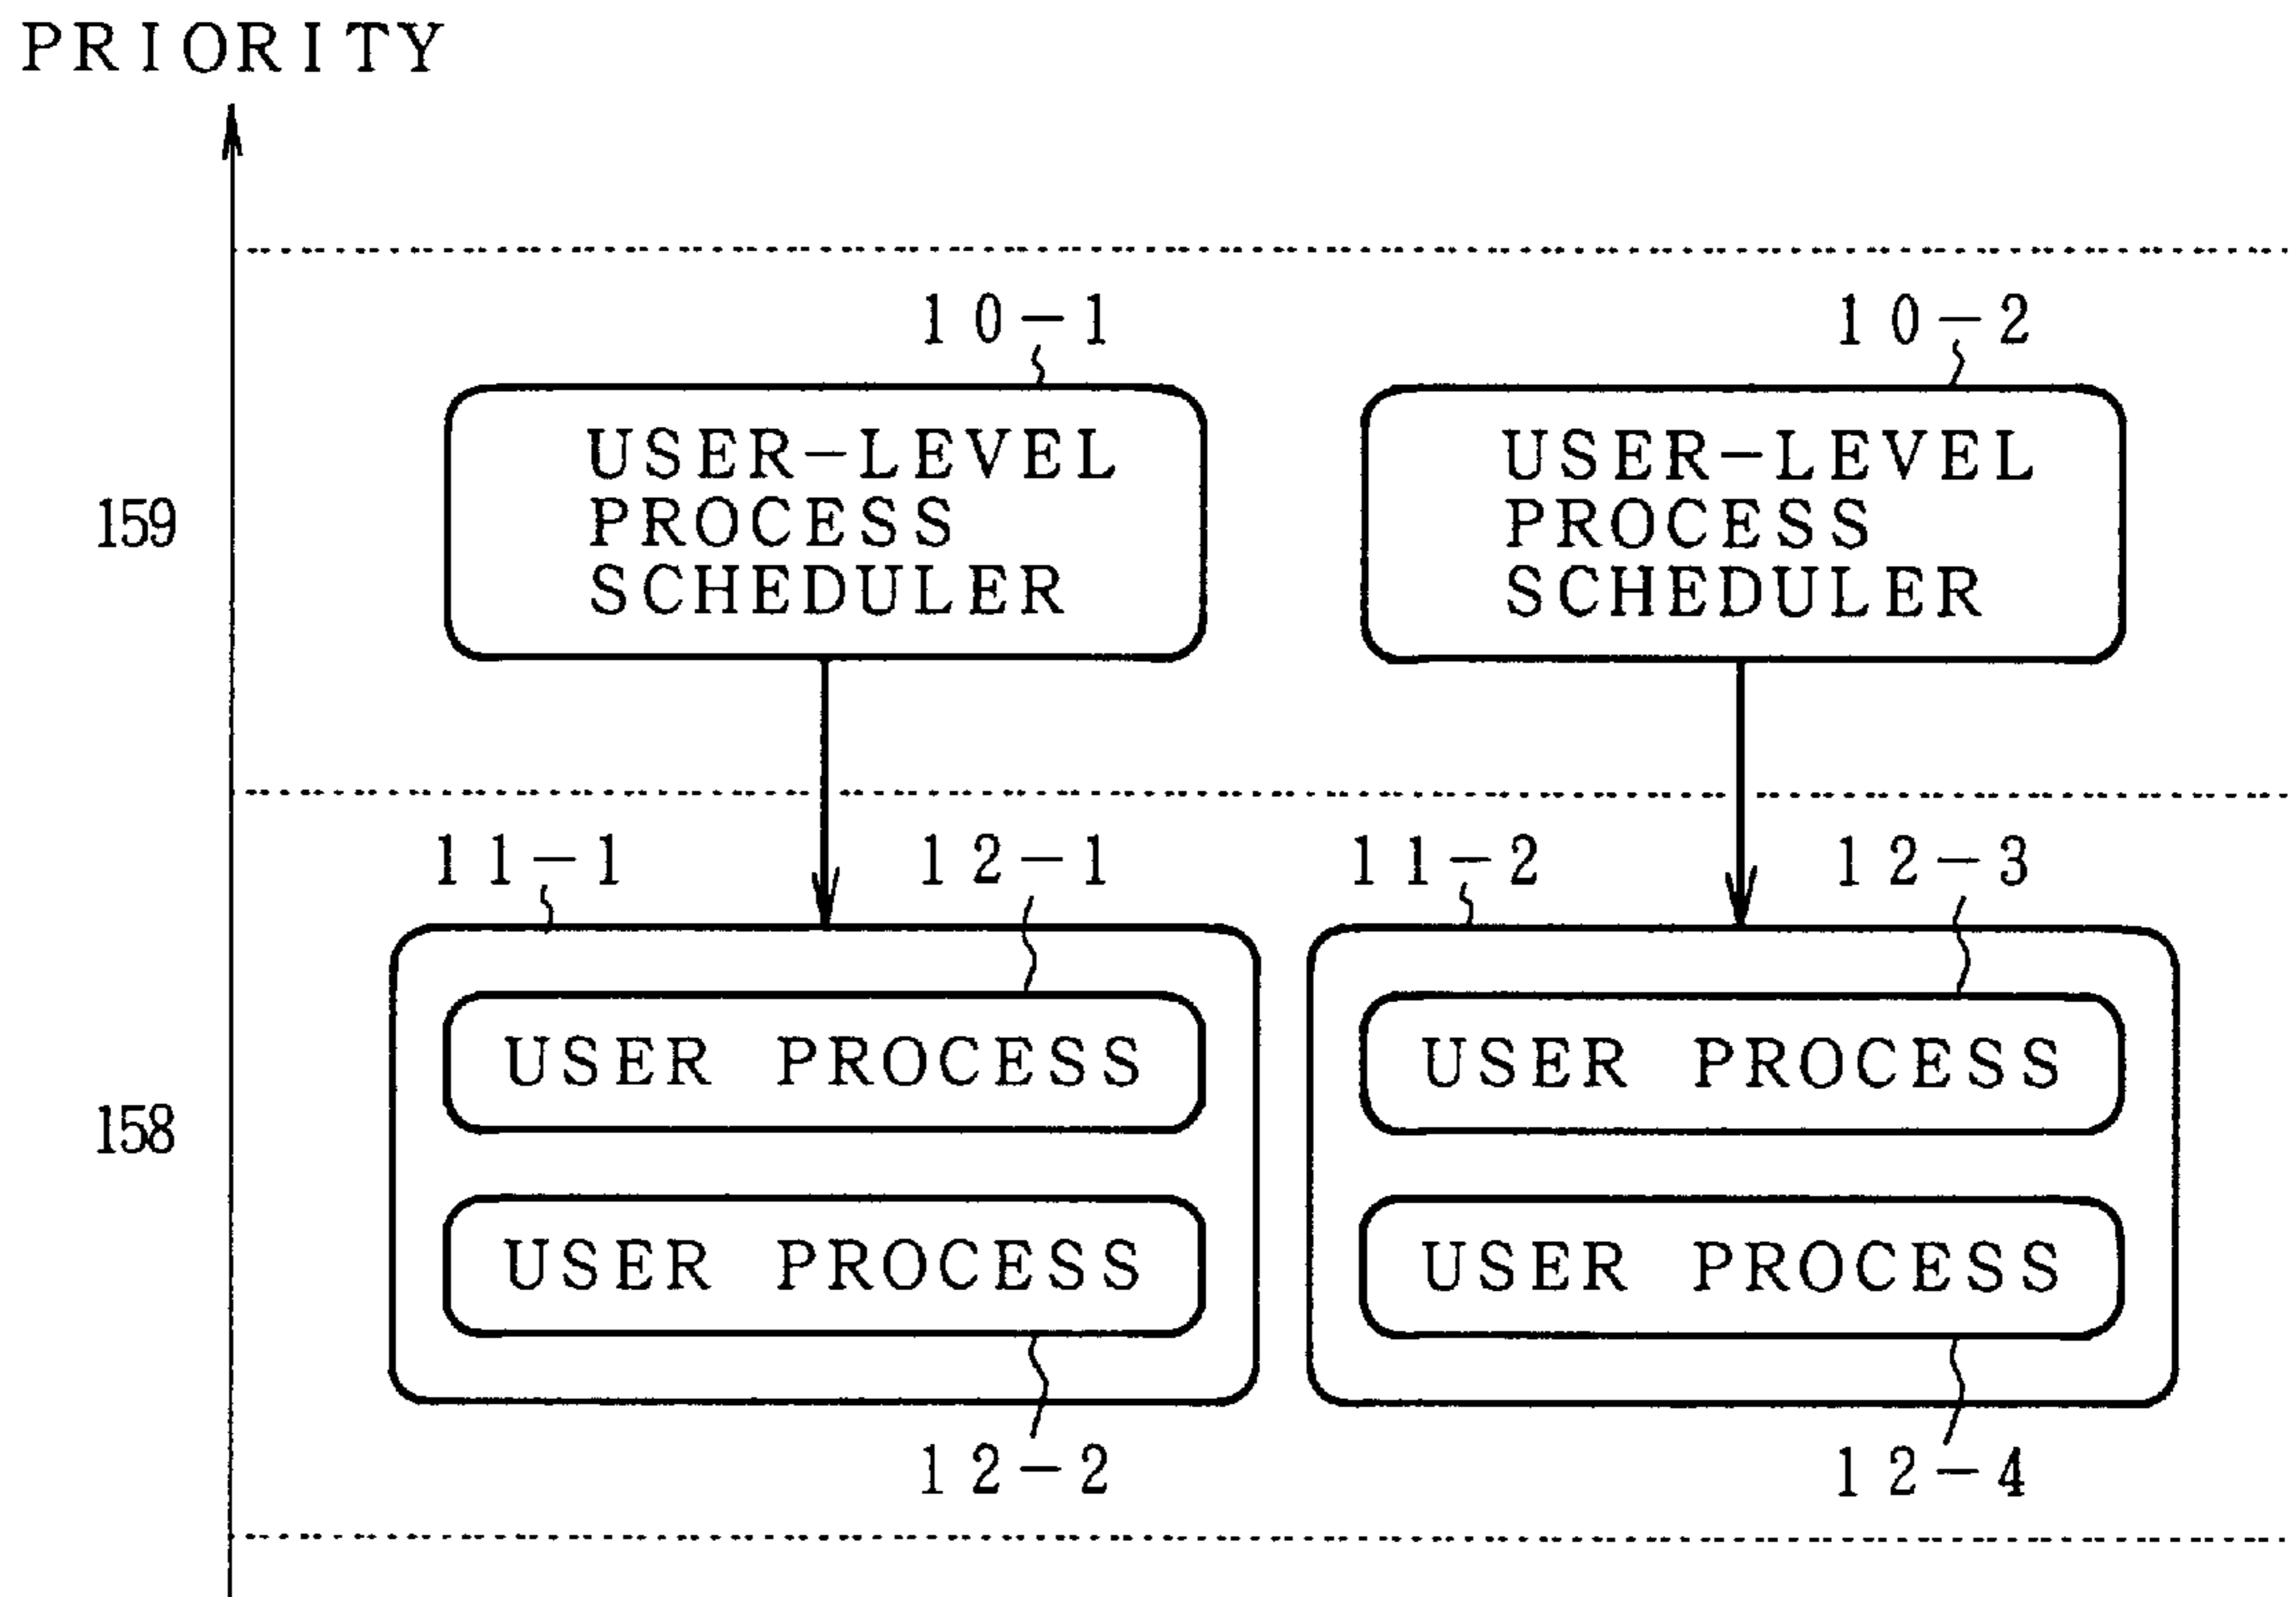 PRIORITY
10-1
10-2
USER-LEVEL
PROCESS
SCHEDULER
USER-LEVEL
PROCESS
SCHEDULER
159
11-1
12-1
11-2
12-3
USER PROCESS
USER PROCESS
158
USER PROCESS
USER PROCESS
12-2
12-4